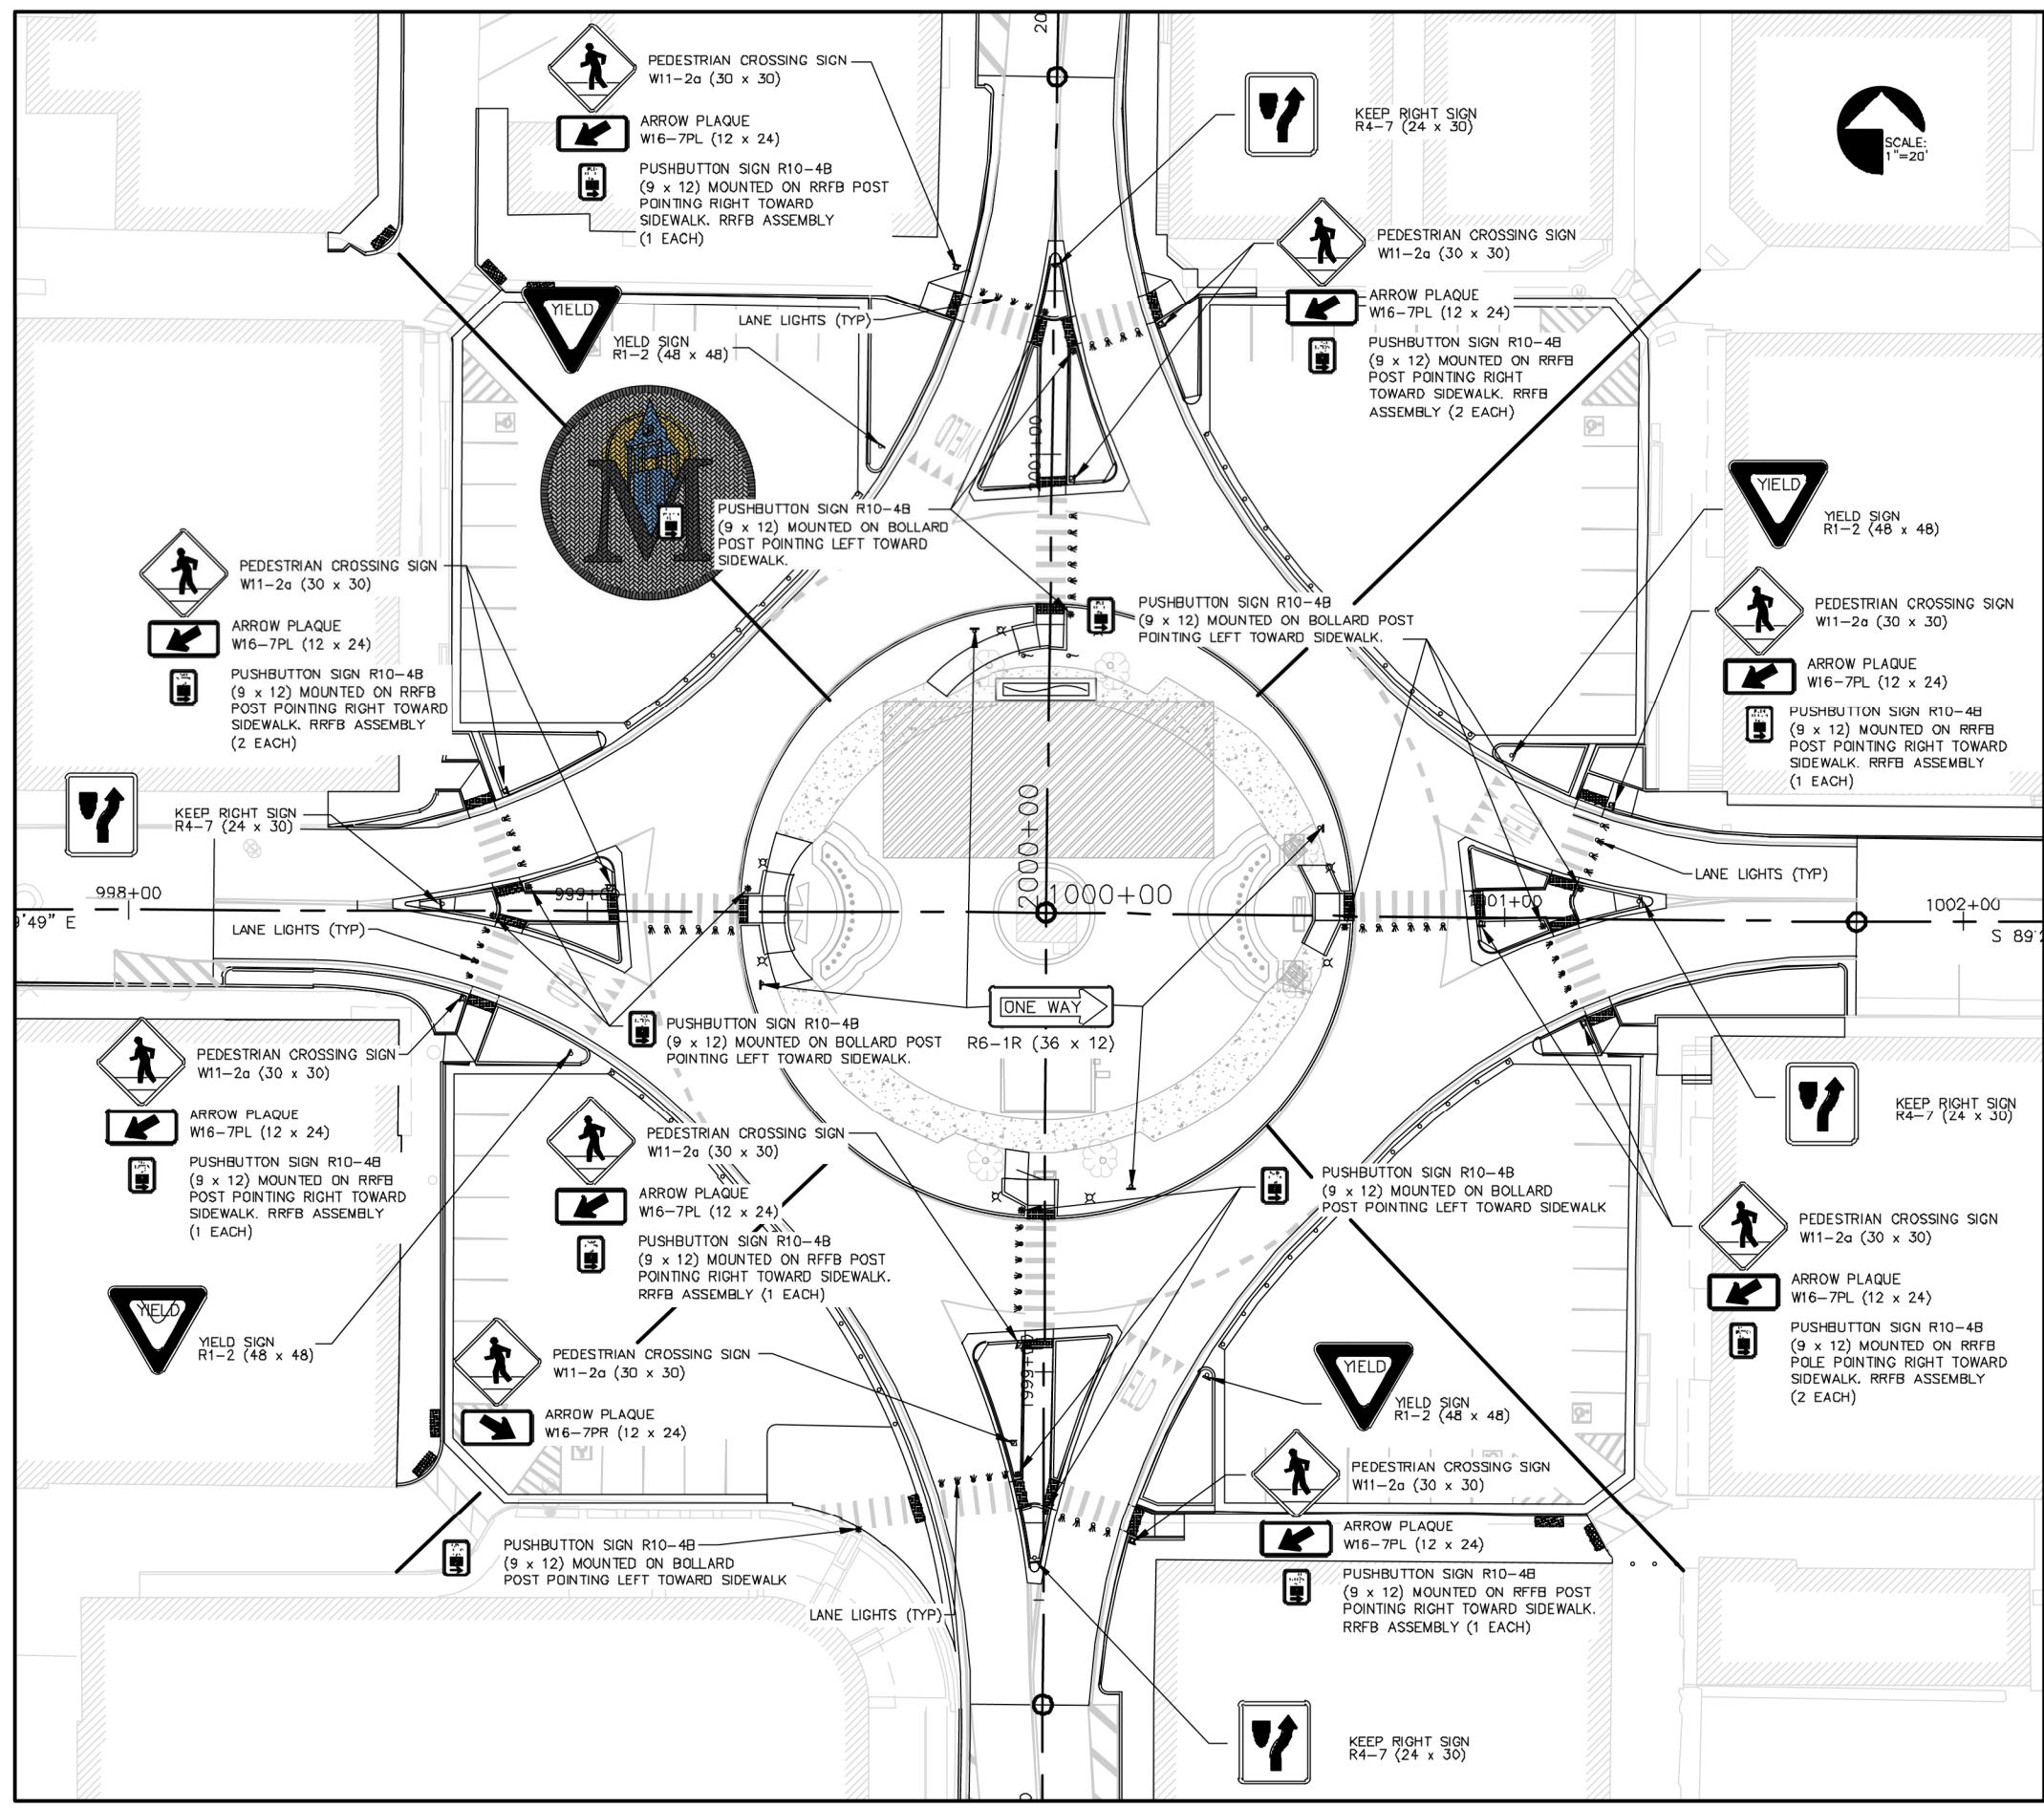 20
PEDESTRIAN CROSSING SIGN
W11-2a (30 x 30)
ARROW PLAQUE
W16-7PL (12 x 24)
PUSHBUTTON SIGN R10-4B
(9 x 12) MOUNTED ON RRFB POST
POINTING RIGHT TOWARD
SIDEWALK. RRFB ASSEMBLY
(1 EACH)
KEEP RIGHT SIGN
R4-7 (24 x 30)
SCALE:
1"=20'
PEDESTRIAN CROSSING SIGN
W11-2a (30 x 30)
ARROW PLAQUE
W16-7PL (12 x 24)
PUSHBUTTON SIGN R10-4B
(9 x 12) MOUNTED ON RRFB
POST POINTING RIGHT
TOWARD SIDEWALK. RRFB
ASSEMBLY (2 EACH)
LANE LIGHTS (TYP)
YIELD
YIELD SIGN
R1-2 (48 x 48)
M
YIELD
2001+00
PUSHBUTTON SIGN R10-4B
(9 x 12) MOUNTED ON BOLLARD
POST POINTING LEFT TOWARD
SIDEWALK.
YIELD
YIELD SIGN
R1-2 (48 x 48)
PEDESTRIAN CROSSING SIGN
W11-2a (30 x 30)
ARROW PLAQUE
W16-7PL (12 x 24)
PUSHBUTTON SIGN R10-4B
(9 x 12) MOUNTED ON RRFB
POST POINTING RIGHT TOWARD
SIDEWALK. RRFB ASSEMBLY
(2 EACH)
PUSHBUTTON SIGN R10-4B
(9 x 12) MOUNTED ON BOLLARD POST
POINTING LEFT TOWARD SIDEWALK.
PEDESTRIAN CROSSING SIGN
W11-2a (30 x 30)
ARROW PLAQUE
W16-7PL (12 x 24)
PUSHBUTTON SIGN R10-4B
(9 x 12) MOUNTED ON RRFB
POST POINTING RIGHT TOWARD
SIDEWALK. RRFB ASSEMBLY
(1 EACH)
KEEP RIGHT SIGN
R4-7 (24 x 30)
YIELD
LANE LIGHTS (TYP)
998+00
999+00
2000+00
1000+00
1001+00
1002+00
9'49" E
S 89°
LANE LIGHTS (TYP)
YIELD
ONE WAY
R6-1R (36 x 12)
PUSHBUTTON SIGN R10-4B
(9 x 12) MOUNTED ON BOLLARD POST
POINTING LEFT TOWARD SIDEWALK.
PEDESTRIAN CROSSING SIGN
W11-2a (30 x 30)
ARROW PLAQUE
W16-7PL (12 x 24)
PUSHBUTTON SIGN R10-4B
(9 x 12) MOUNTED ON RRFB
POST POINTING RIGHT TOWARD
SIDEWALK. RRFB ASSEMBLY
(1 EACH)
KEEP RIGHT SIGN
R4-7 (24 x 30)
PEDESTRIAN CROSSING SIGN
W11-2a (30 x 30)
ARROW PLAQUE
W16-7PL (12 x 24)
PUSHBUTTON SIGN R10-4B
(9 x 12) MOUNTED ON RFFB POST
POINTING RIGHT TOWARD SIDEWALK.
RRFB ASSEMBLY (1 EACH)
PUSHBUTTON SIGN R10-4B
(9 x 12) MOUNTED ON BOLLARD
POST POINTING LEFT TOWARD SIDEWALK
PEDESTRIAN CROSSING SIGN
W11-2a (30 x 30)
ARROW PLAQUE
W16-7PL (12 x 24)
PUSHBUTTON SIGN R10-4B
(9 x 12) MOUNTED ON RRFB
POLE POINTING RIGHT TOWARD
SIDEWALK. RRFB ASSEMBLY
(2 EACH)
YIELD
YIELD SIGN
R1-2 (48 x 48)
PEDESTRIAN CROSSING SIGN
W11-2a (30 x 30)
ARROW PLAQUE
W16-7PR (12 x 24)
1999+00
YIELD
YIELD
YIELD SIGN
R1-2 (48 x 48)
PEDESTRIAN CROSSING SIGN
W11-2a (30 x 30)
ARROW PLAQUE
W16-7PL (12 x 24)
PUSHBUTTON SIGN R10-4B
(9 x 12) MOUNTED ON RFFB POST
POINTING RIGHT TOWARD SIDEWALK.
RRFB ASSEMBLY (1 EACH)
PUSHBUTTON SIGN R10-4B
(9 x 12) MOUNTED ON BOLLARD
POST POINTING LEFT TOWARD SIDEWALK
LANE LIGHTS (TYP)
KEEP RIGHT SIGN
R4-7 (24 x 30)